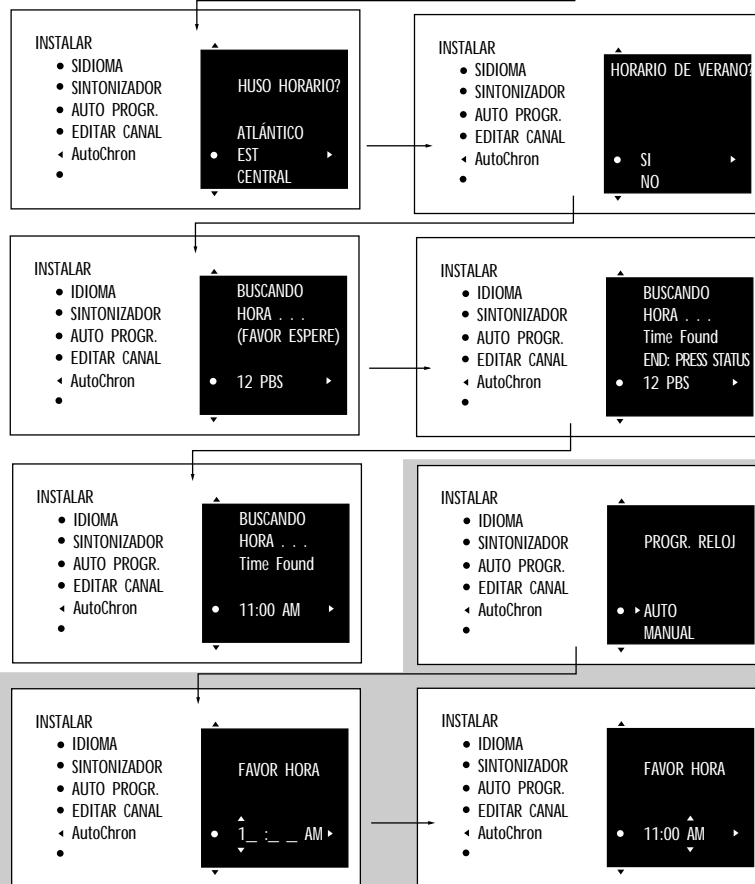 INSTALAR
• SIDIOMA
• SINTONIZADOR
• AUTO PROGR.
• EDITAR CANAL
◂ AutoChron
•
HUSO HORARIO?
ATLÁNTICO
• EST ▸
CENTRAL
INSTALAR
• SIDIOMA
• SINTONIZADOR
• AUTO PROGR.
• EDITAR CANAL
◂ AutoChron
•
HORARIO DE VERANO?
• SI ▸
NO
INSTALAR
• IDIOMA
• SINTONIZADOR
• AUTO PROGR.
• EDITAR CANAL
◂ AutoChron
•
BUSCANDO
HORA . . .
(FAVOR ESPERE)
• 12 PBS ▸
INSTALAR
• IDIOMA
• SINTONIZADOR
• AUTO PROGR.
• EDITAR CANAL
◂ AutoChron
•
BUSCANDO
HORA . . .
Time Found
END: PRESS STATUS
• 12 PBS ▸
INSTALAR
• IDIOMA
• SINTONIZADOR
• AUTO PROGR.
• EDITAR CANAL
◂ AutoChron
•
BUSCANDO
HORA . . .
Time Found
• 11:00 AM ▸
INSTALAR
• IDIOMA
• SINTONIZADOR
• AUTO PROGR.
• EDITAR CANAL
◂ AutoChron
•
PROGR. RELOJ
• ▸ AUTO
MANUAL
INSTALAR
• IDIOMA
• SINTONIZADOR
• AUTO PROGR.
• EDITAR CANAL
◂ AutoChron
•
FAVOR HORA
• 1_ :_ _ AM ▸
INSTALAR
• IDIOMA
• SINTONIZADOR
• AUTO PROGR.
• EDITAR CANAL
◂ AutoChron
•
FAVOR HORA
• 11:00 AM ▸